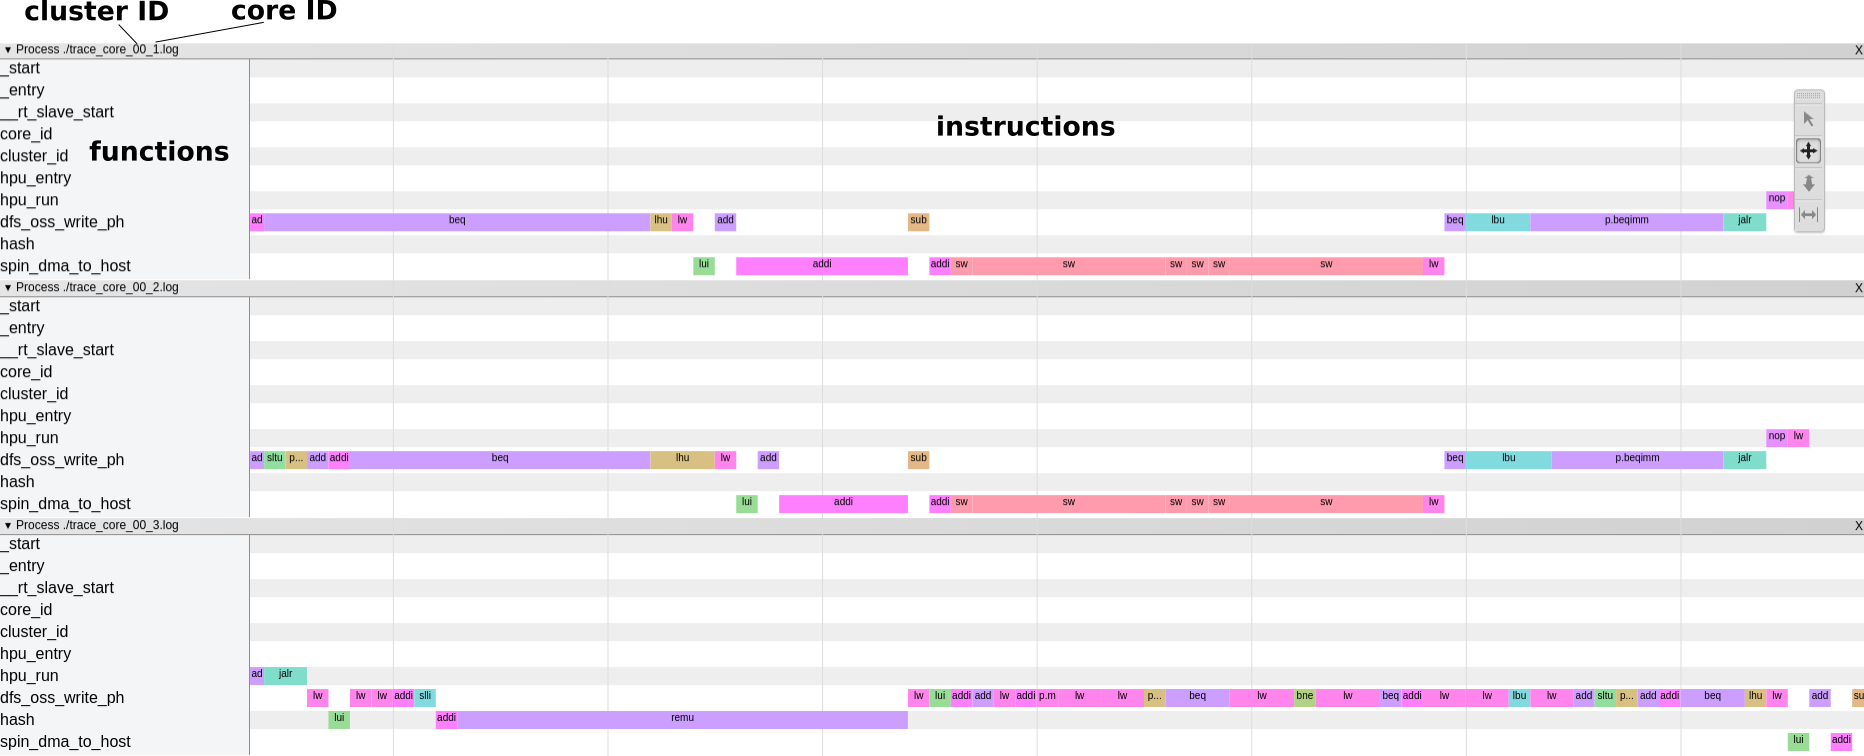 cluster ID core ID
▼ Process ./trace_core_00_1.log X
_start
_entry
__rt_slave_start
instructions
core_id
functions
cluster_id
hpu_entry
hpu_run nop
dfs_oss_write_ph ad beq lhu lw add sub beq lbu p.beqimm jalr
hash
spin_dma_to_host lui addi addi sw sw sw sw sw sw lw
▼ Process ./trace_core_00_2.log X
_start
_entry
__rt_slave_start
core_id
cluster_id
hpu_entry
hpu_run nop lw
dfs_oss_write_ph ad sltu p... add addi beq lhu lw add sub beq lbu p.beqimm jalr
hash
spin_dma_to_host lui addi addi sw sw sw sw sw sw lw
▼ Process ./trace_core_00_3.log X
_start
_entry
__rt_slave_start
core_id
cluster_id
hpu_entry
hpu_run ad jalr
dfs_oss_write_ph lw lw lw addi slli lw lui addi add lw addi p.m lw lw p... beq lw bne lw beq addi lw lw lbu lw add sltu p... add addi beq lhu lw add su
hash lui addi remu
spin_dma_to_host lui addi